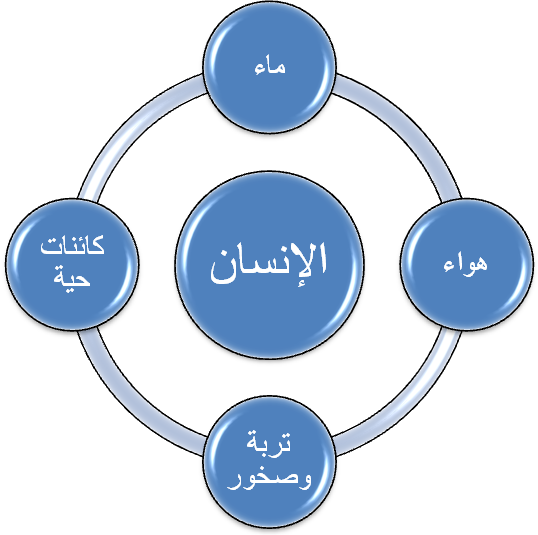 ماء
هواء
الإنسان
كائنات
حية
تربة
وصخور